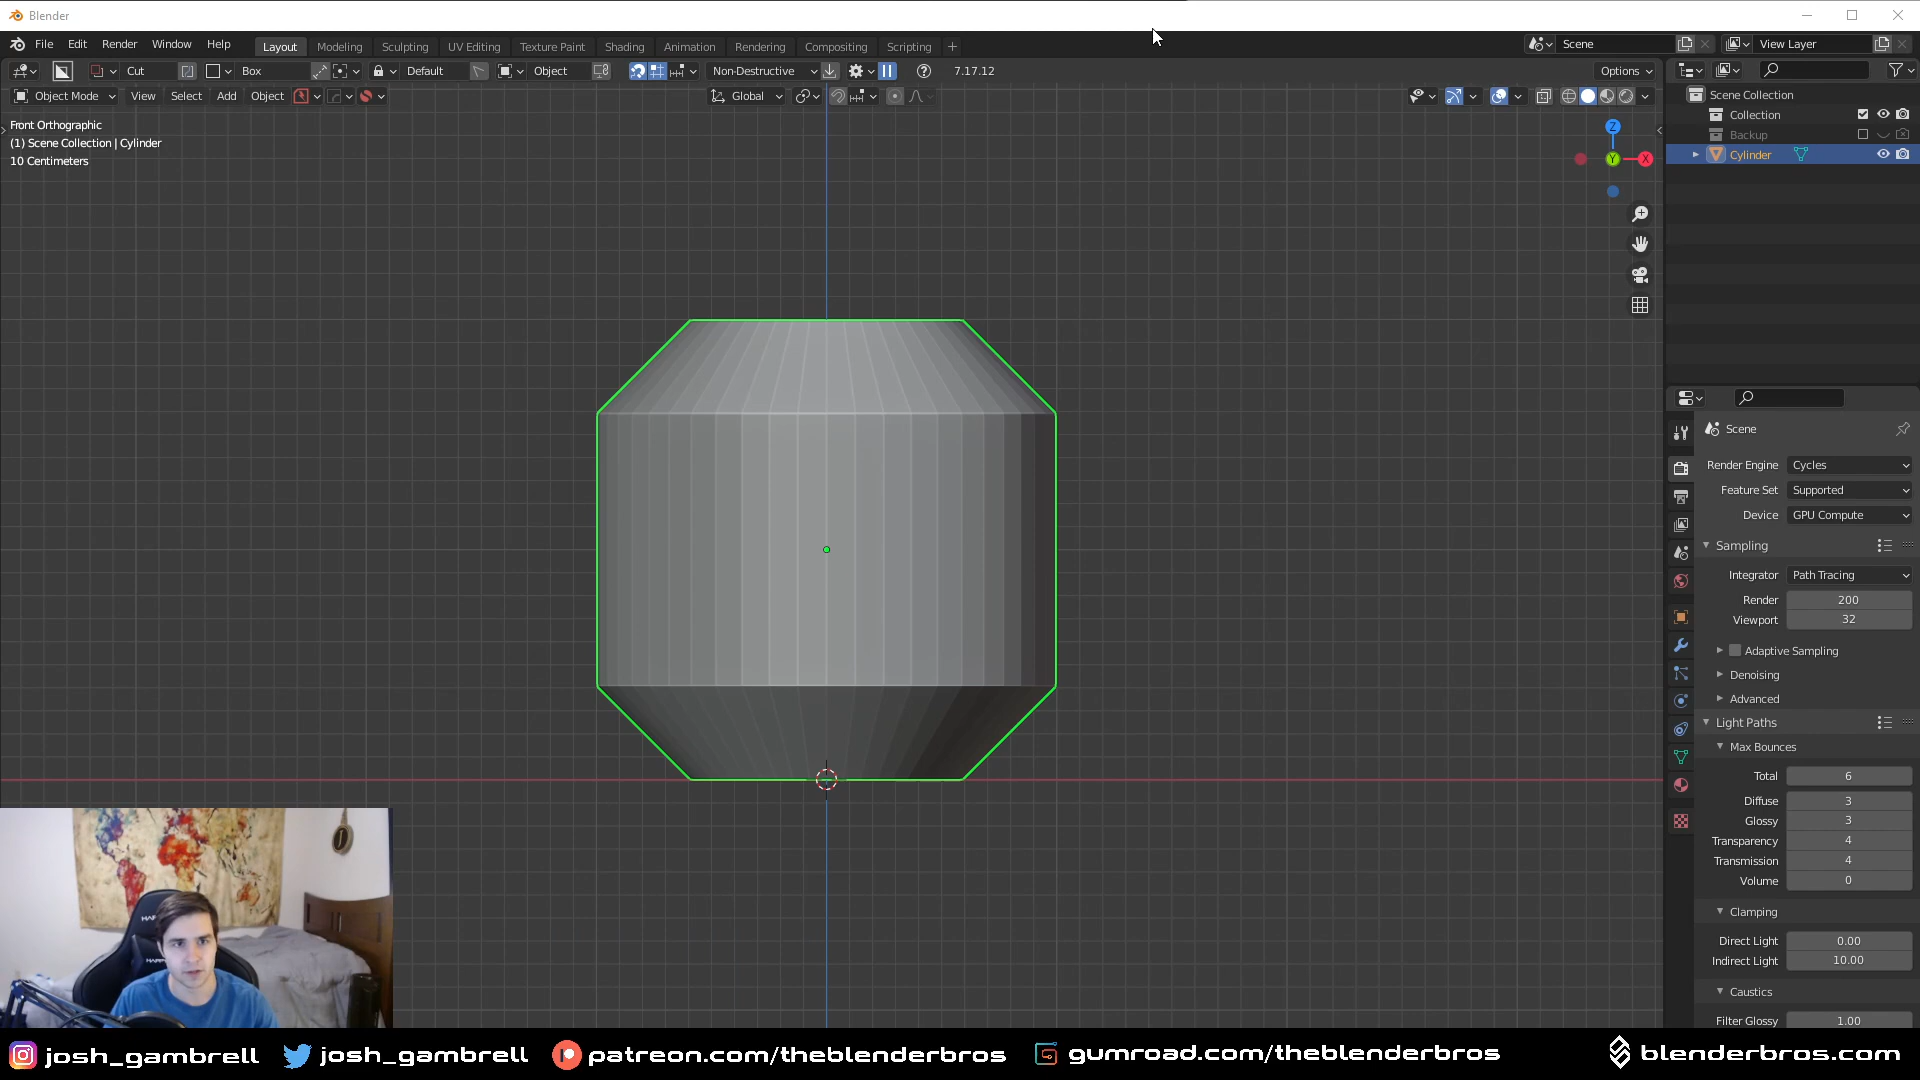 Blender
File Edit Render Window Help Layout Modeling Sculpting UV Editing Texture Paint Shading Animation Rendering Compositing Scripting + Scene View Layer
Cut Box Default Object Non-Destructive 7.17.12 Options
Object Mode View Select Add Object Global
Front Orthographic
(1) Scene Collection | Cylinder
10 Centimeters
Z
Y
X
Scene Collection
Collection
Backup
Cylinder
Scene
Render Engine Cycles
Feature Set Supported
Device GPU Compute
Sampling
Integrator Path Tracing
Render 200
Viewport 32
Adaptive Sampling
Denoising
Advanced
Light Paths
Max Bounces
Total 6
Diffuse 3
Glossy 3
Transparency 4
Transmission 4
Volume 0
Clamping
Direct Light 0.00
Indirect Light 10.00
Caustics
Filter Glossy 1.00
josh_gambrell josh_gambrell patreon.com/theblenderbros gumroad.com/theblenderbros blenderbros.com